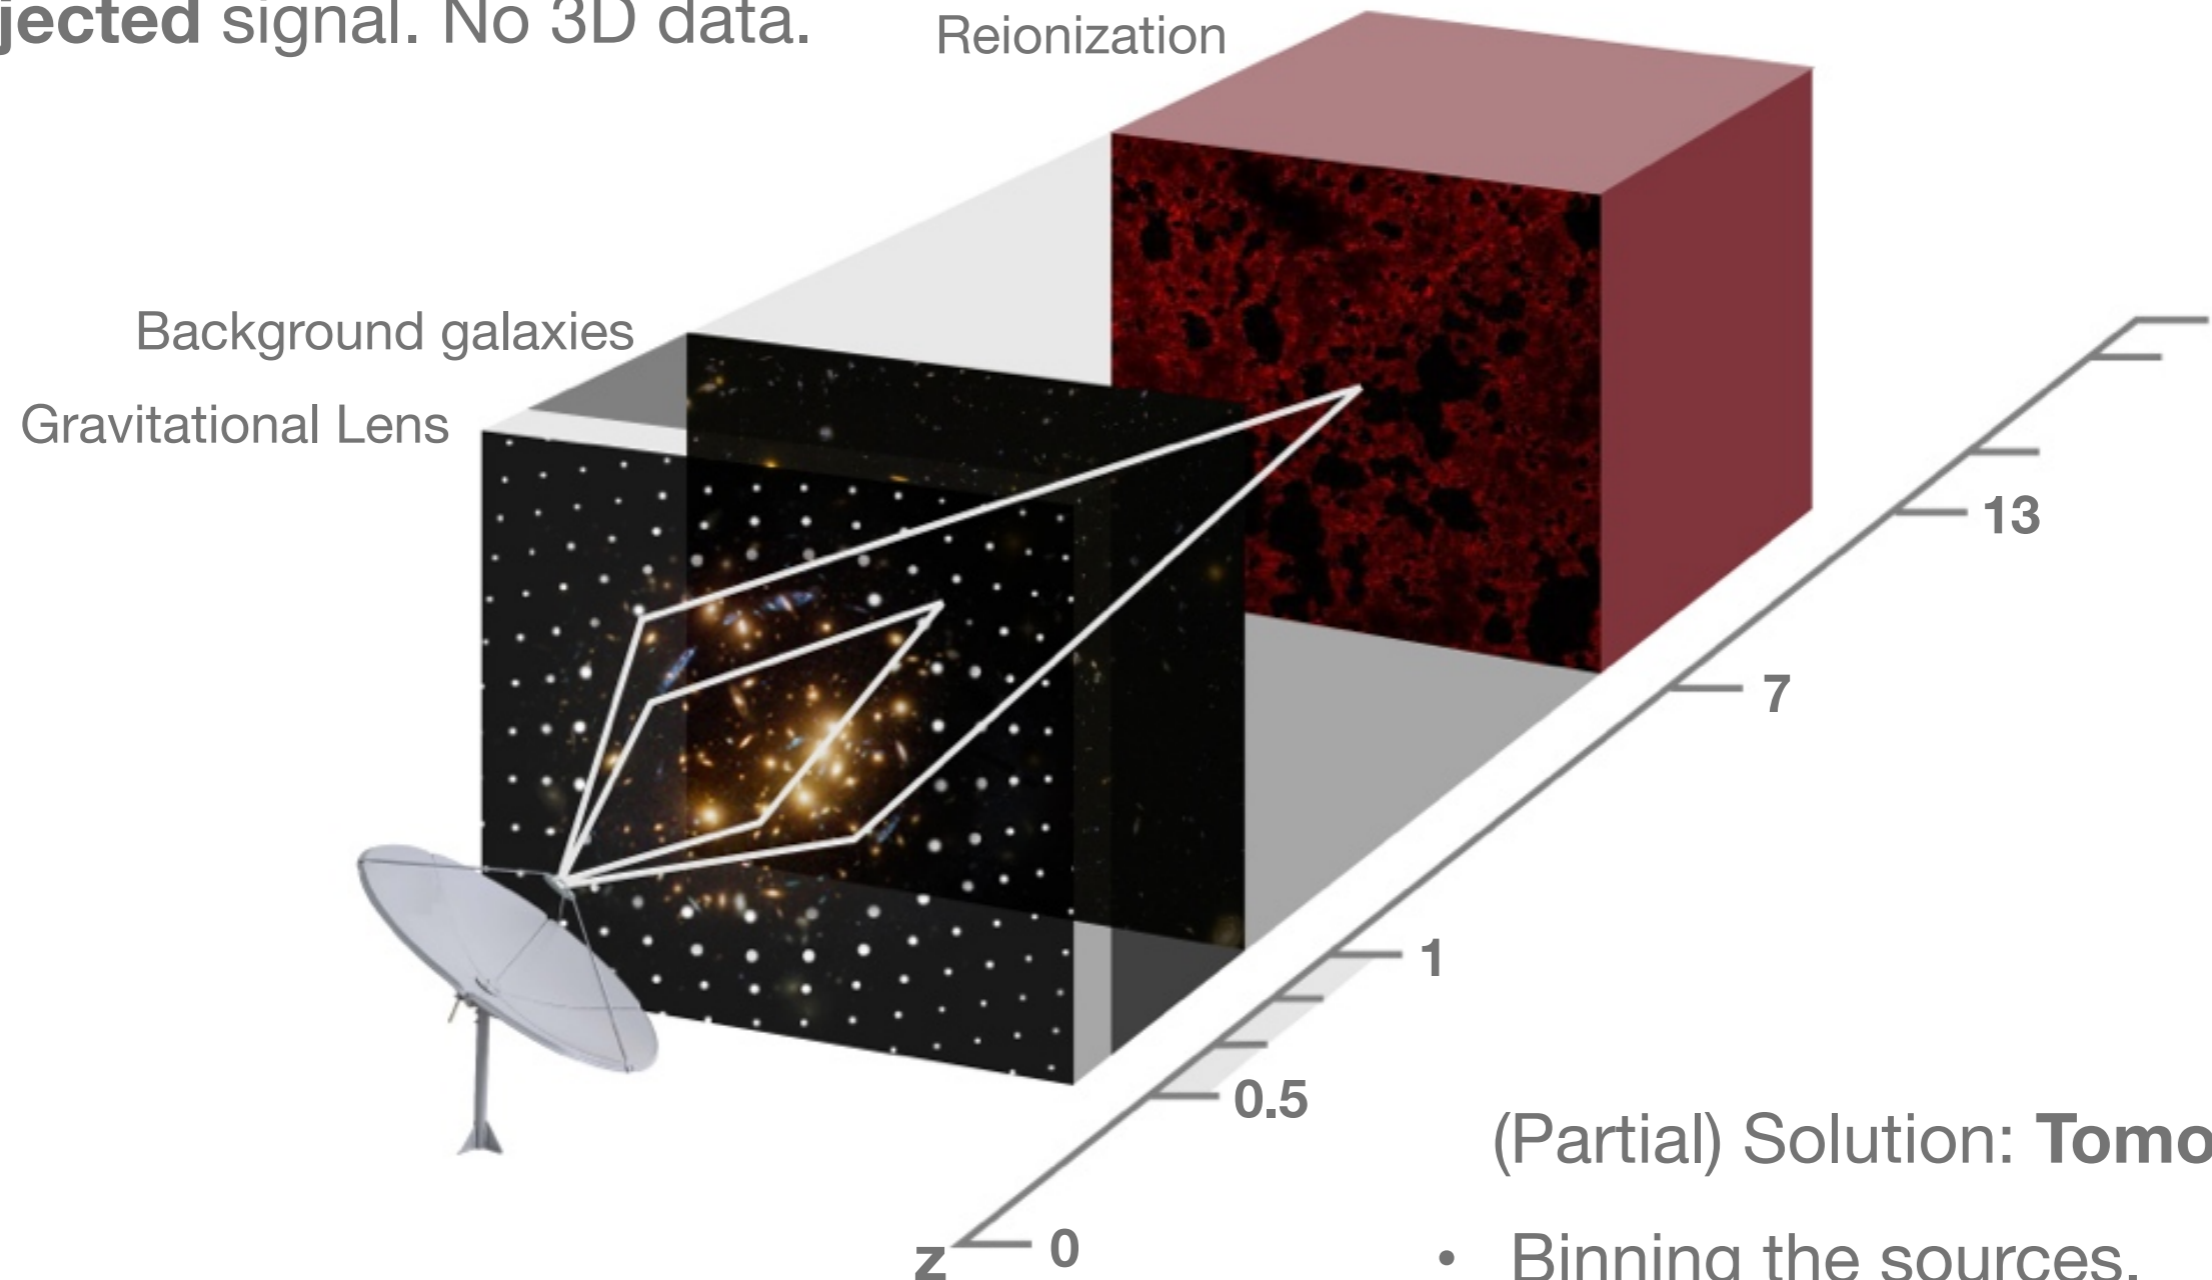 jected signal. No 3D data.
Reionization
Background galaxies
Gravitational Lens
13
7
1
0.5
(Partial) Solution: Tomo
z 0
• Binning the sources.